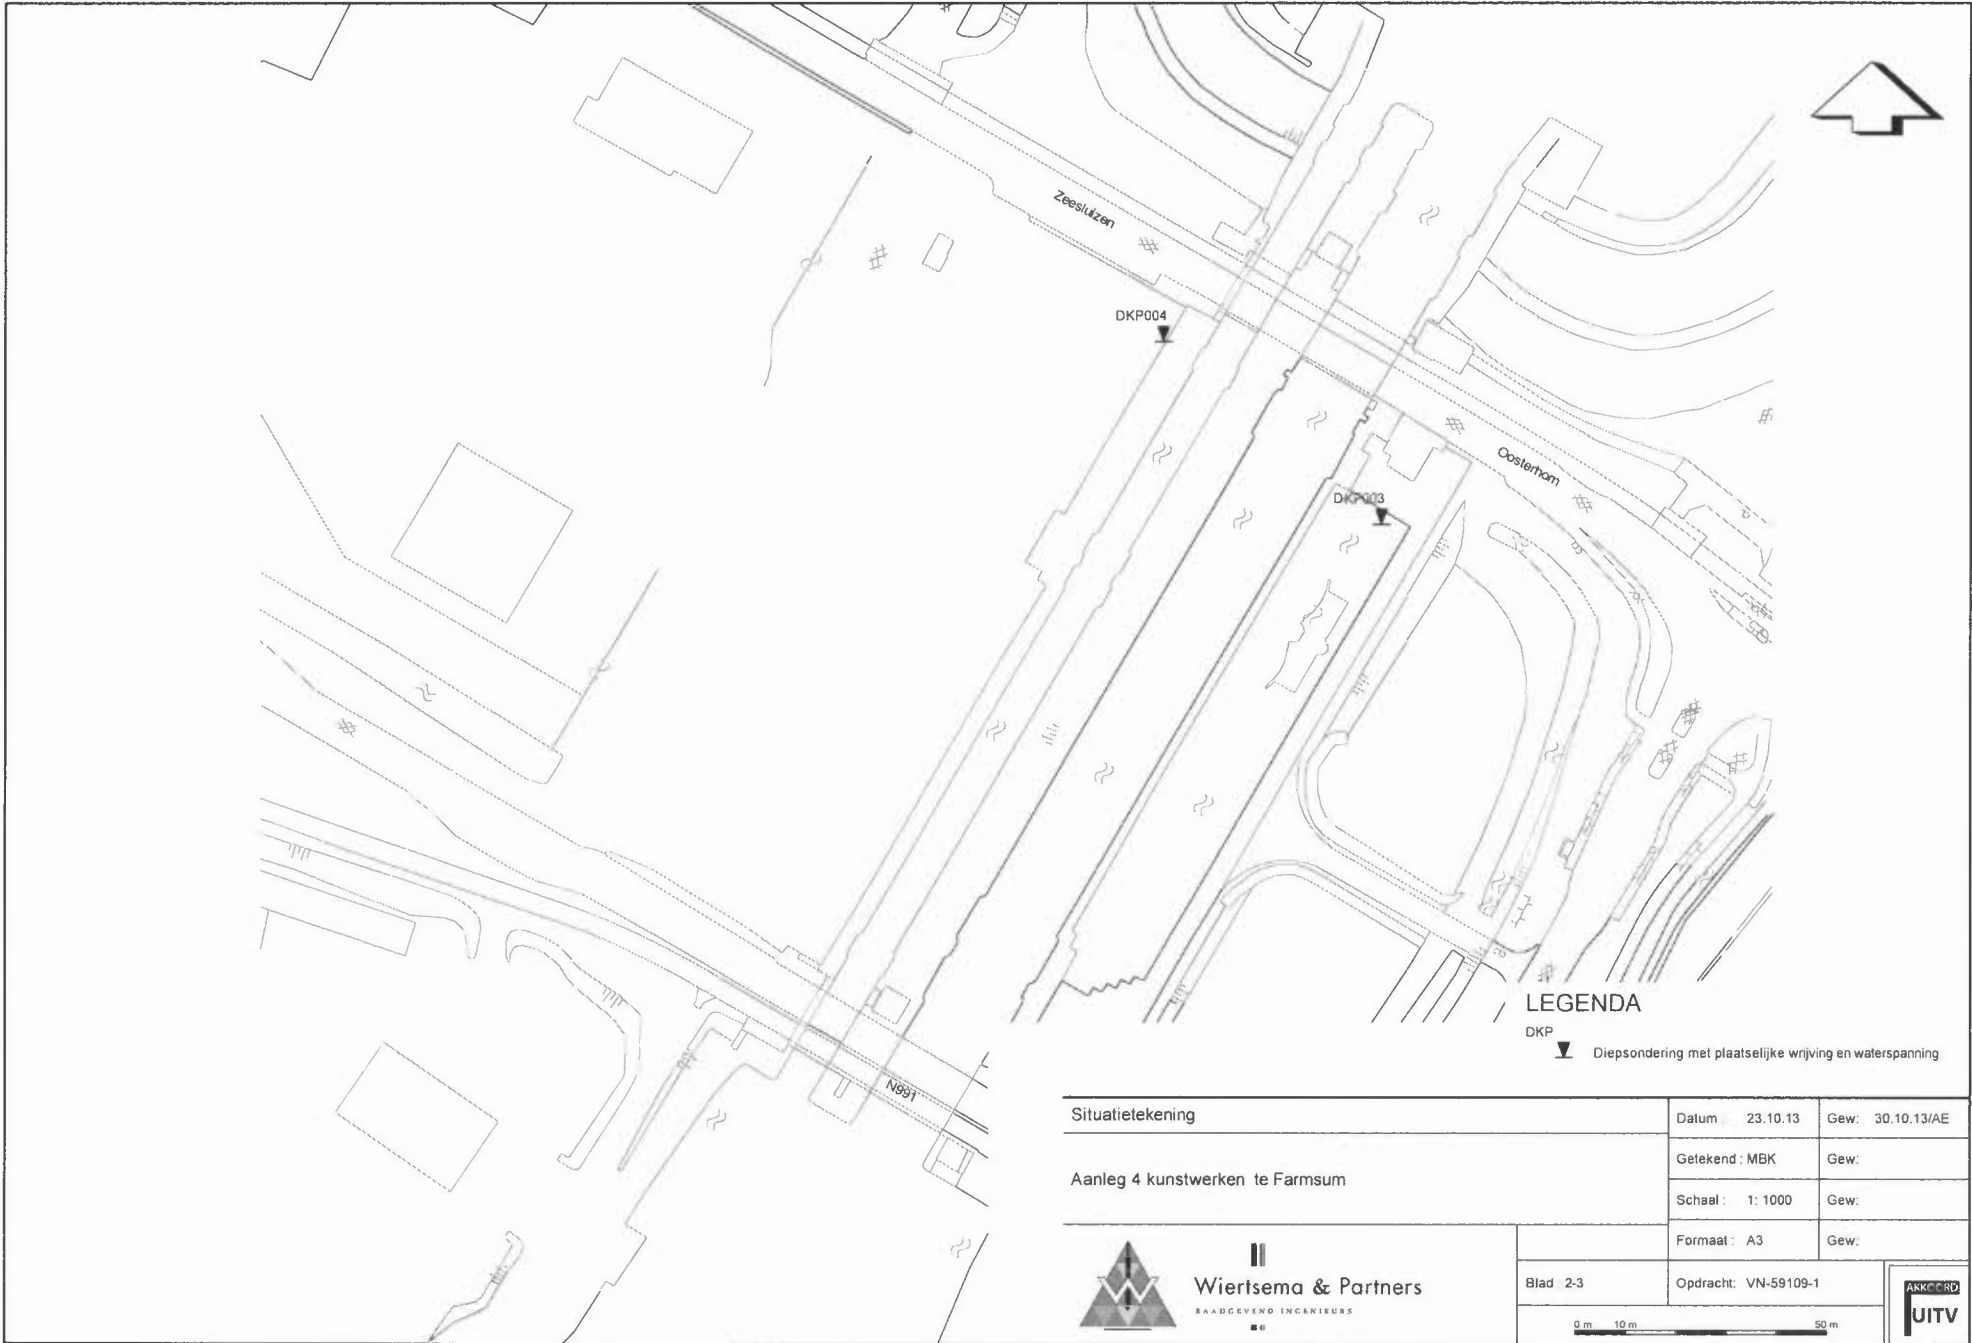 Zeesluizen
DKP004
Oosterhorn
DKP003
N991
LEGENDA
DKP
Diepsondering met plaatselijke wrijving en waterspanning
Situatietekening
Datum 23.10.13
Gew: 30.10.13/AE
Getekend : MBK
Gew:
Aanleg 4 kunstwerken te Farmsum
Schaal : 1: 1000
Gew:
Formaat : A3
Gew:
Wiertsema & Partners
RAADGEVEND INGENIEURS
Blad 2-3
Opdracht: VN-59109-1
0 m 10 m 50 m
AKKOORD
UITV